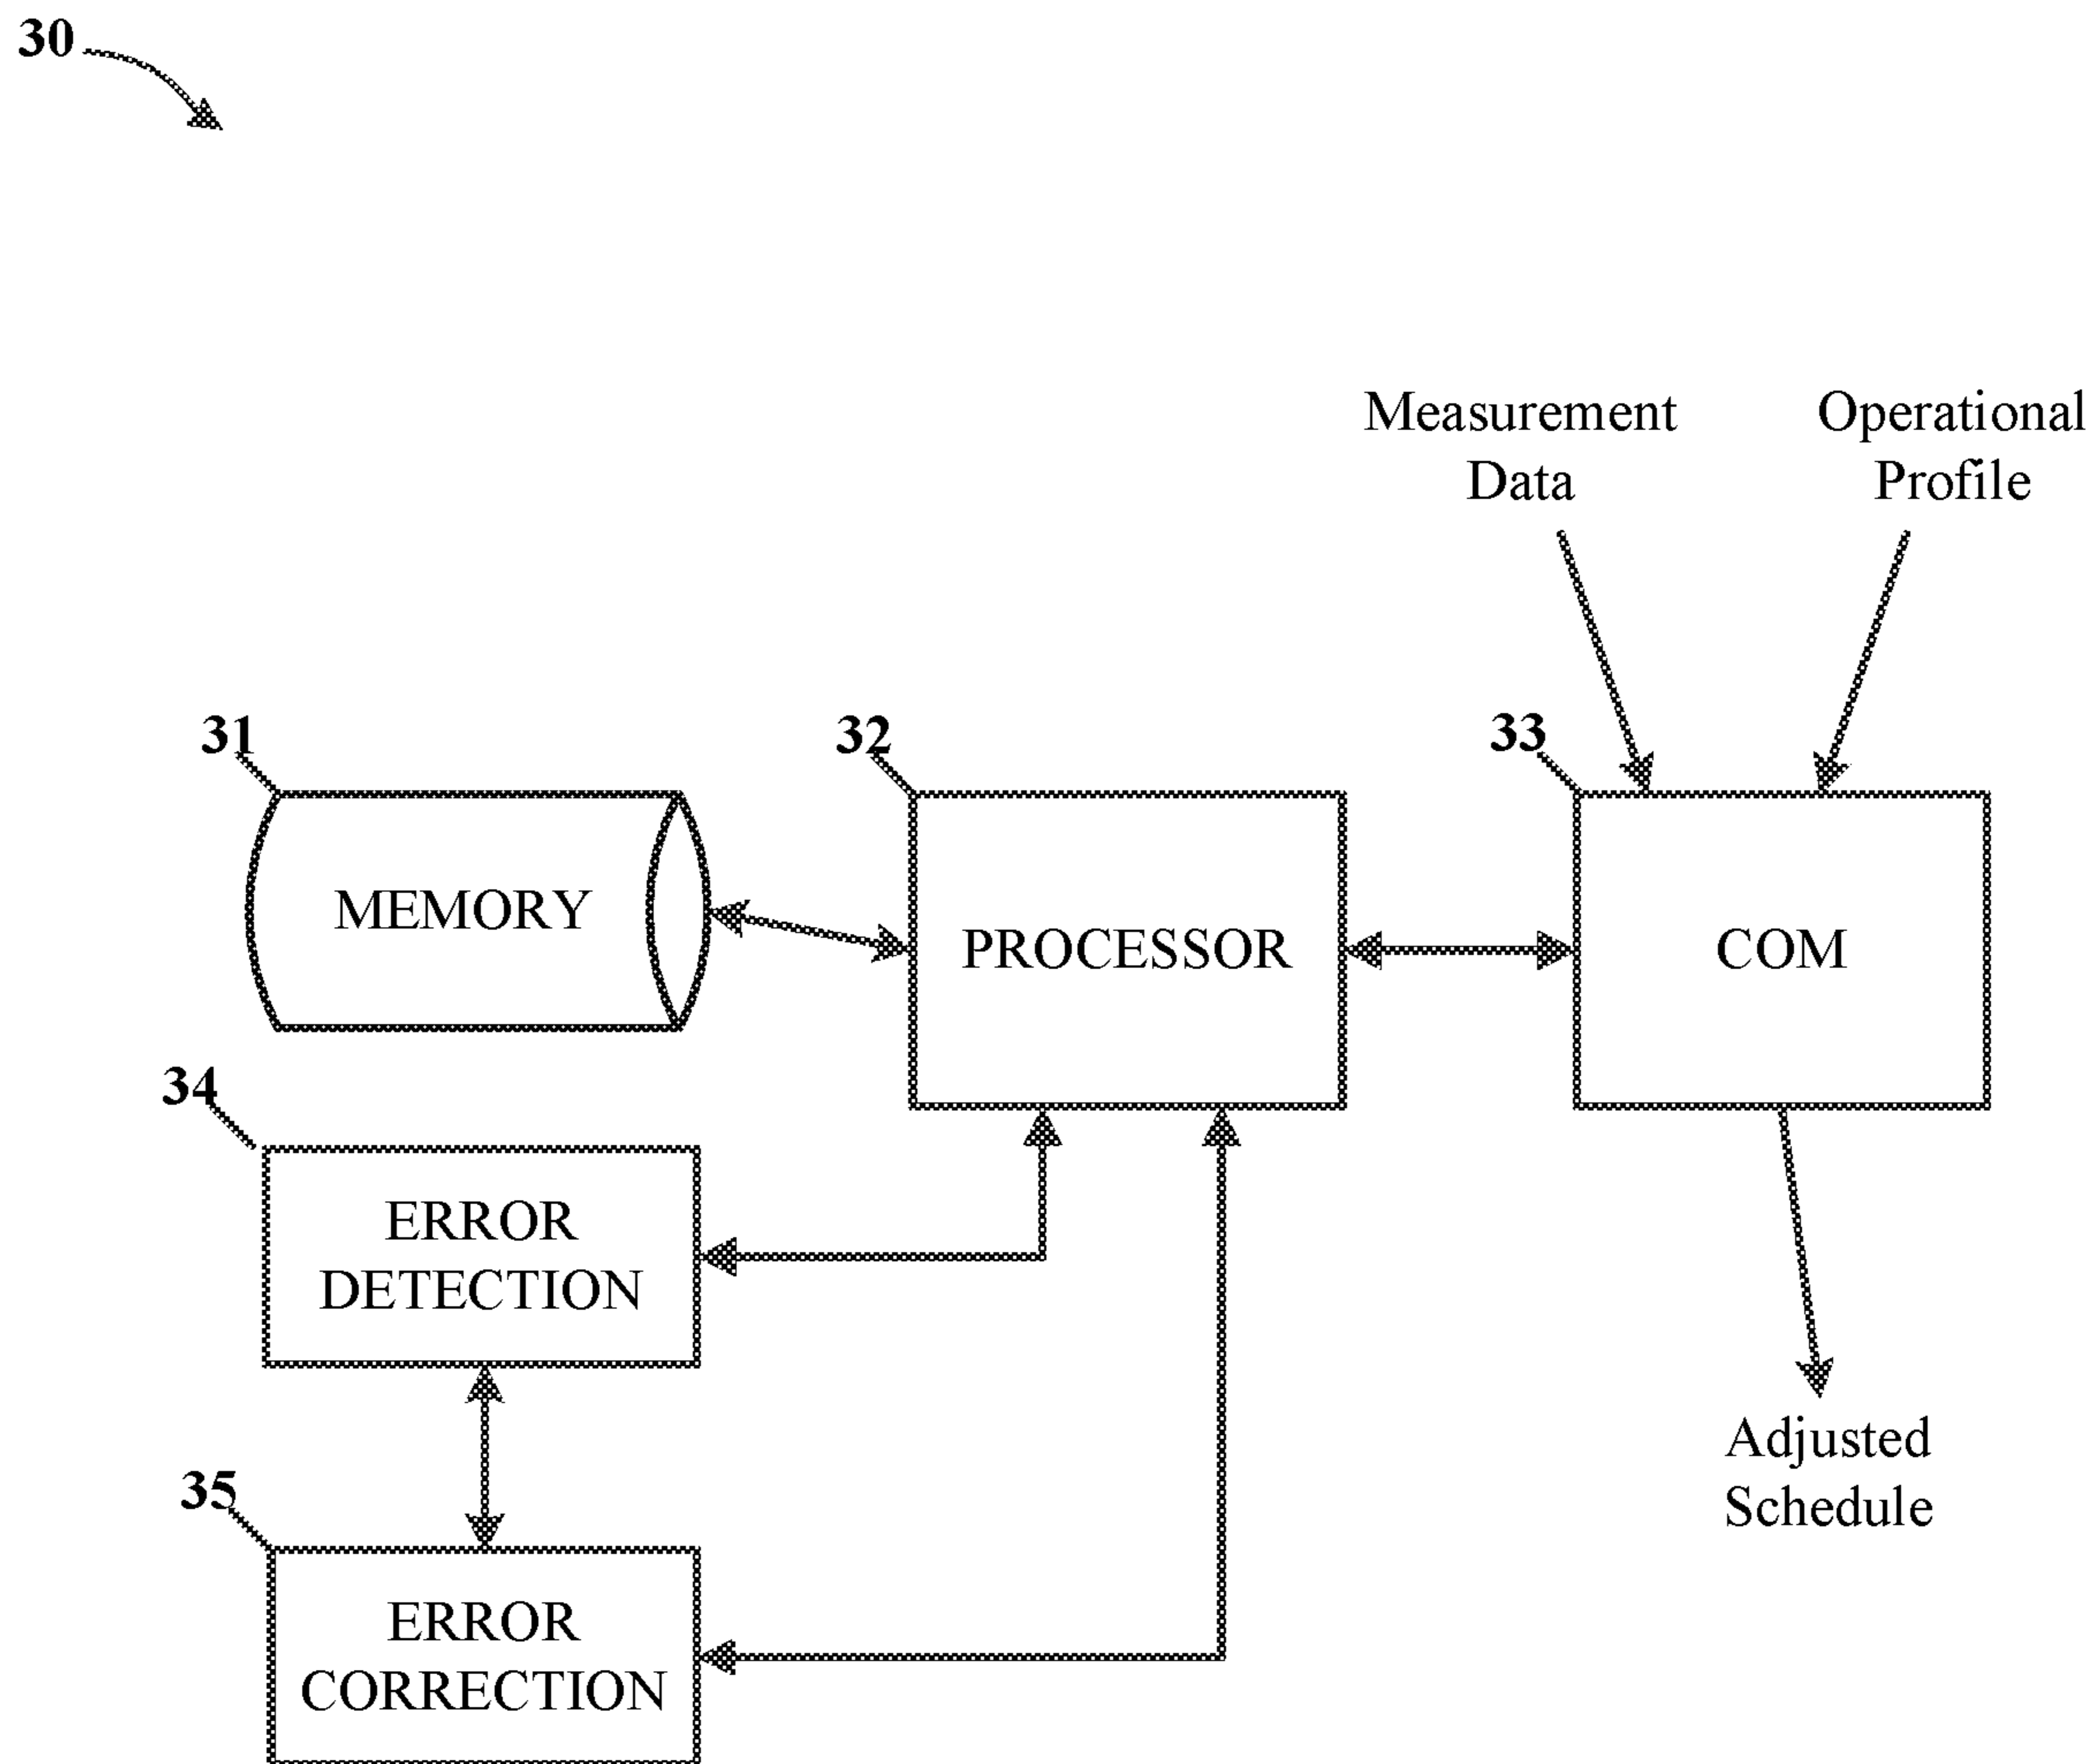 30
Measurement
Data
Operational
Profile
31
32
33
MEMORY
PROCESSOR
COM
34
ERROR
DETECTION
Adjusted
Schedule
35
ERROR
CORRECTION